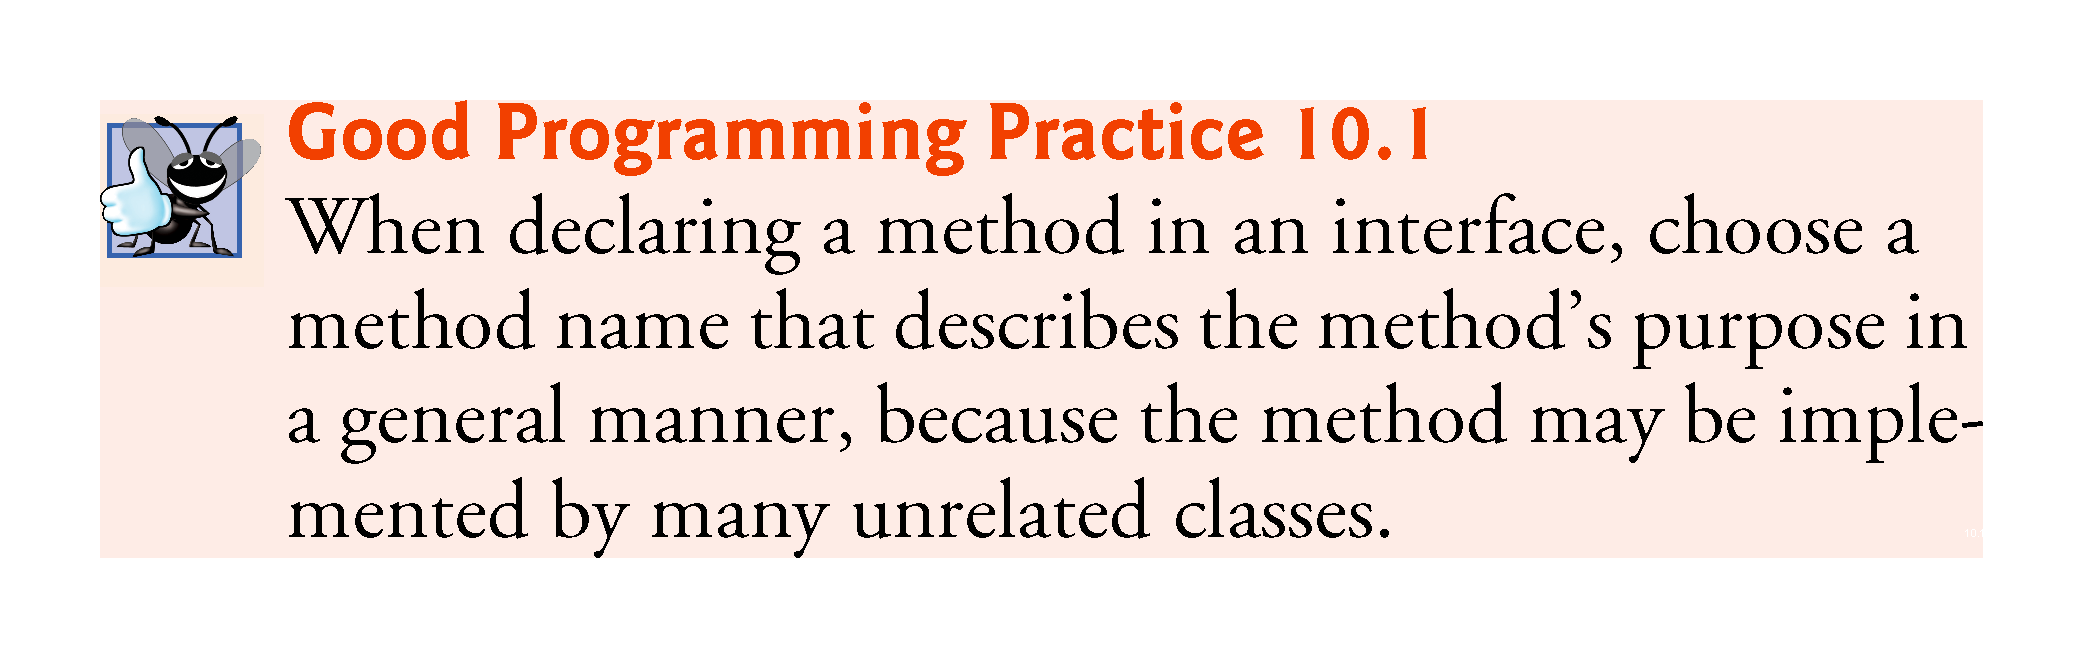 Good Programming Practice 10.1
When declaring a method in an interface, choose a
method name that describes the method’s purpose in
a general manner, because the method may be imple-
mented by many unrelated classes.